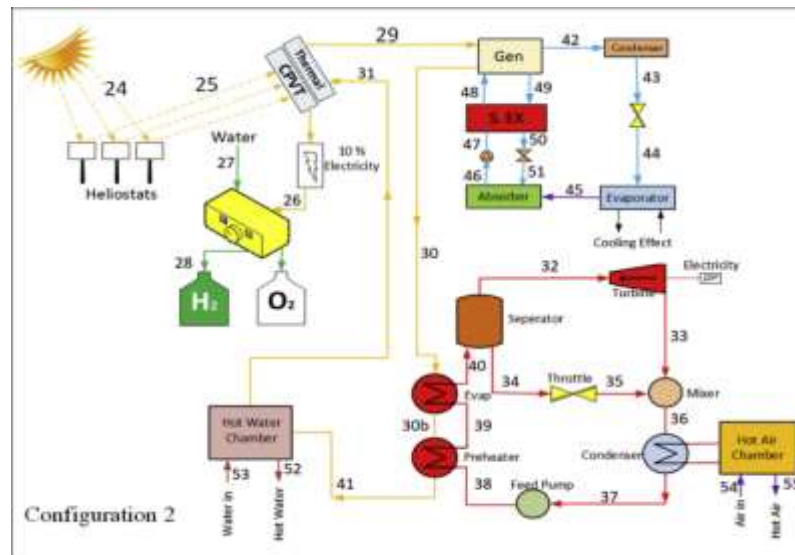 29
42
Condenser
24
25
Thermal
CPVT
31
Gen
43
48
49
S. EX
Water
27
10 %
Electricity
47
50
44
Heliostats
46
51
26
Absorber
45
Evaporator
Cooling Effect
28
30
32
Electricity
H2
O2
Seperator
Turbine
33
40
34
Throttle
35
Mixer
Evap
36
Hot Water
Chamber
30b
39
Preheater
Condenser
Hot Air
Chamber
53
52
41
38
Feed Pump
37
54
55
Water in
Hot Water
Air in
Hot Air
Configuration 2